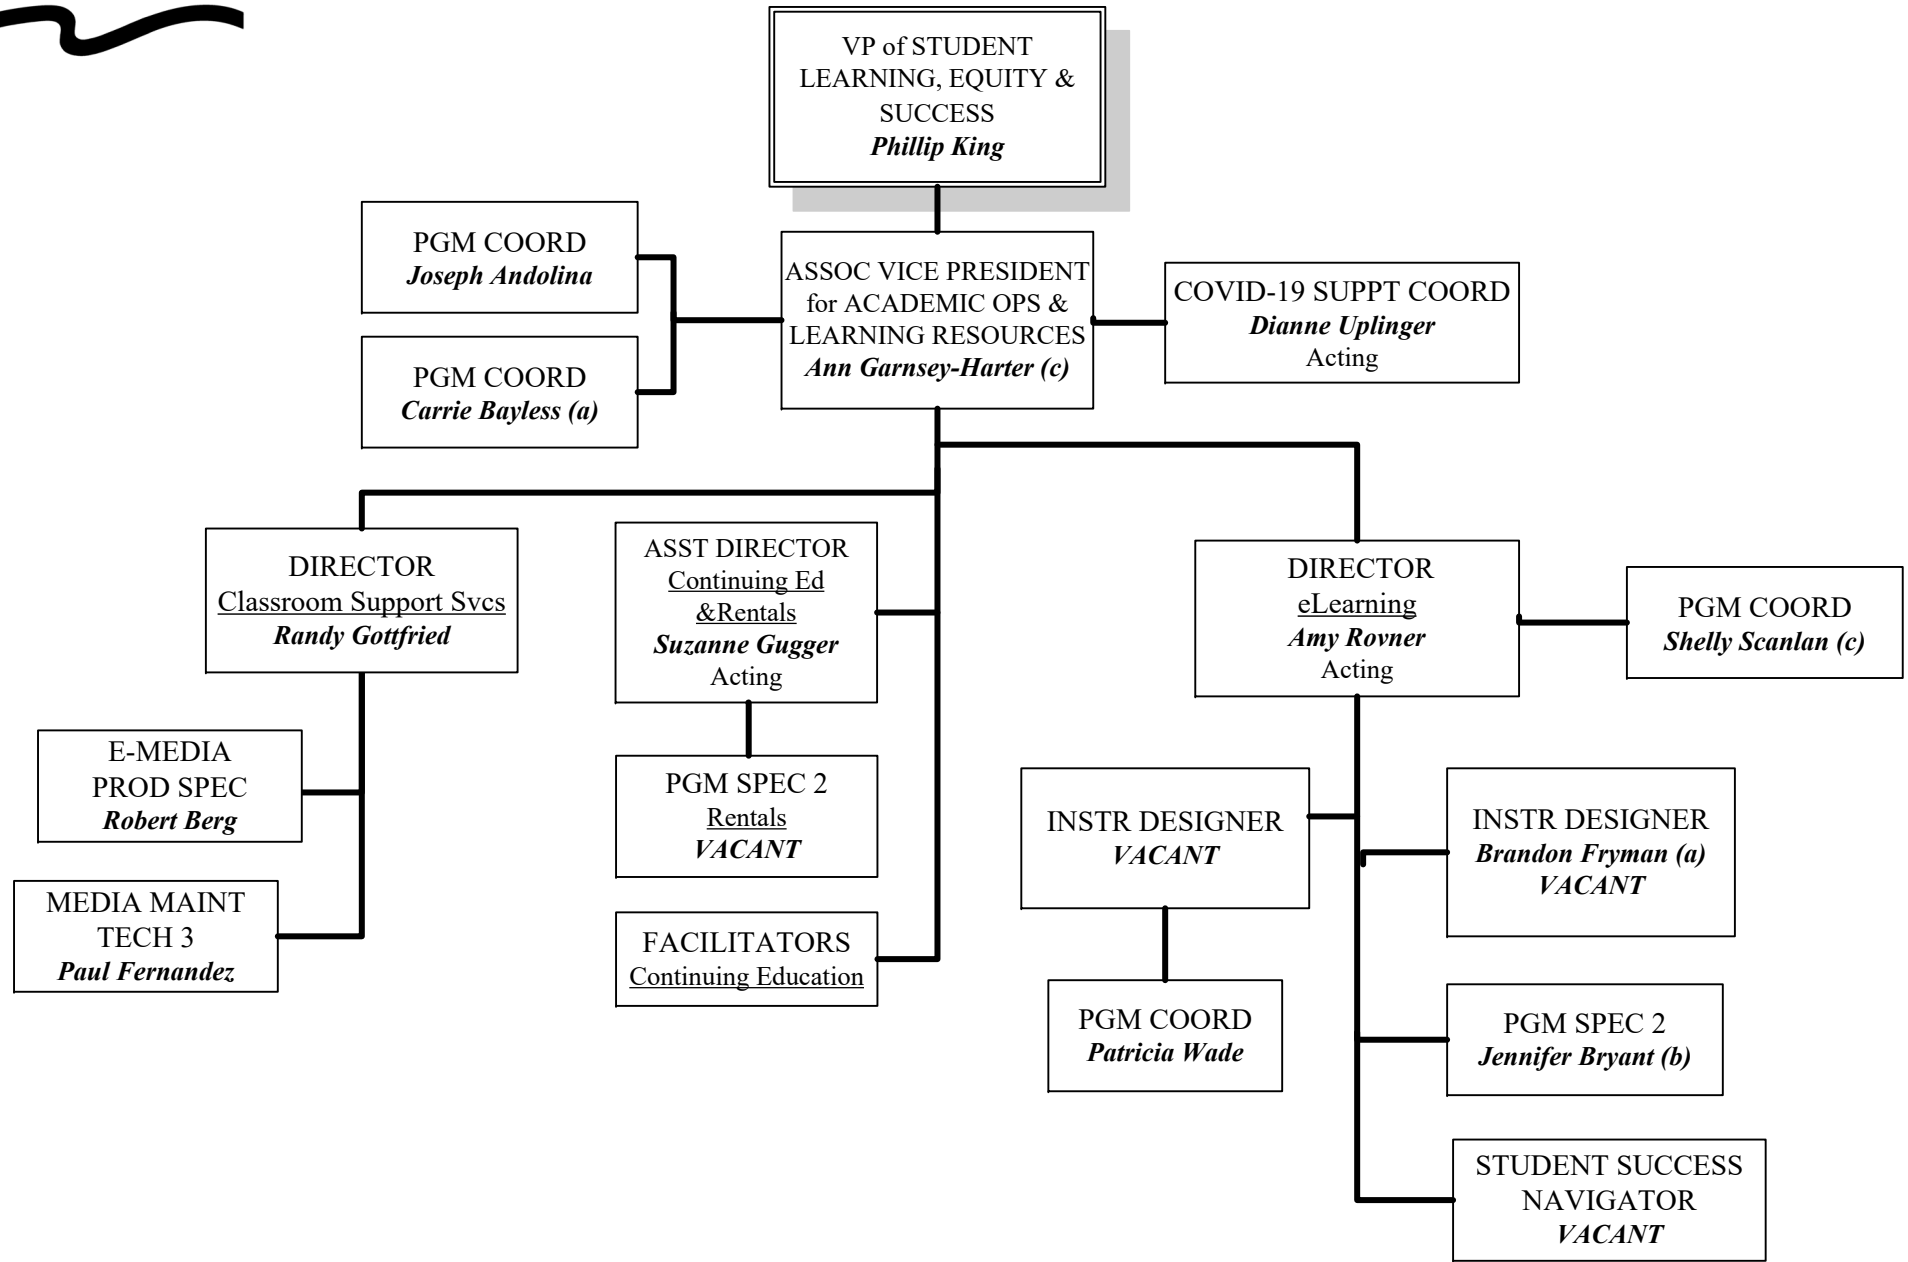 VP of STUDENT
LEARNING, EQUITY &
SUCCESS
Phillip King
PGM COORD
Joseph Andolina
ASSOC VICE PRESIDENT
for ACADEMIC OPS &
LEARNING RESOURCES
Ann Garnsey-Harter (c)
COVID-19 SUPPT COORD
Dianne Uplinger
Acting
PGM COORD
Carrie Bayless (a)
DIRECTOR
Classroom Support Svcs
Randy Gottfried
ASST DIRECTOR
Continuing Ed
&Rentals
Suzanne Gugger
Acting
DIRECTOR
eLearning
Amy Rovner
Acting
PGM COORD
Shelly Scanlan (c)
E-MEDIA
PROD SPEC
Robert Berg
PGM SPEC 2
Rentals
VACANT
INSTR DESIGNER
VACANT
INSTR DESIGNER
Brandon Fryman (a)
VACANT
MEDIA MAINT
TECH 3
Paul Fernandez
FACILITATORS
Continuing Education
PGM COORD
Patricia Wade
PGM SPEC 2
Jennifer Bryant (b)
STUDENT SUCCESS
NAVIGATOR
VACANT